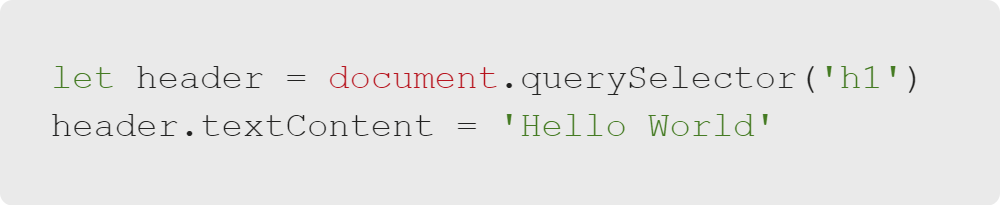 let header = document.querySelector('h1')
header.textContent = 'Hello World'